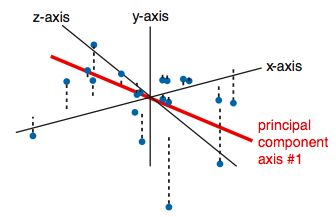 z-axis
y-axis
x-axis
principal
component
axis #1